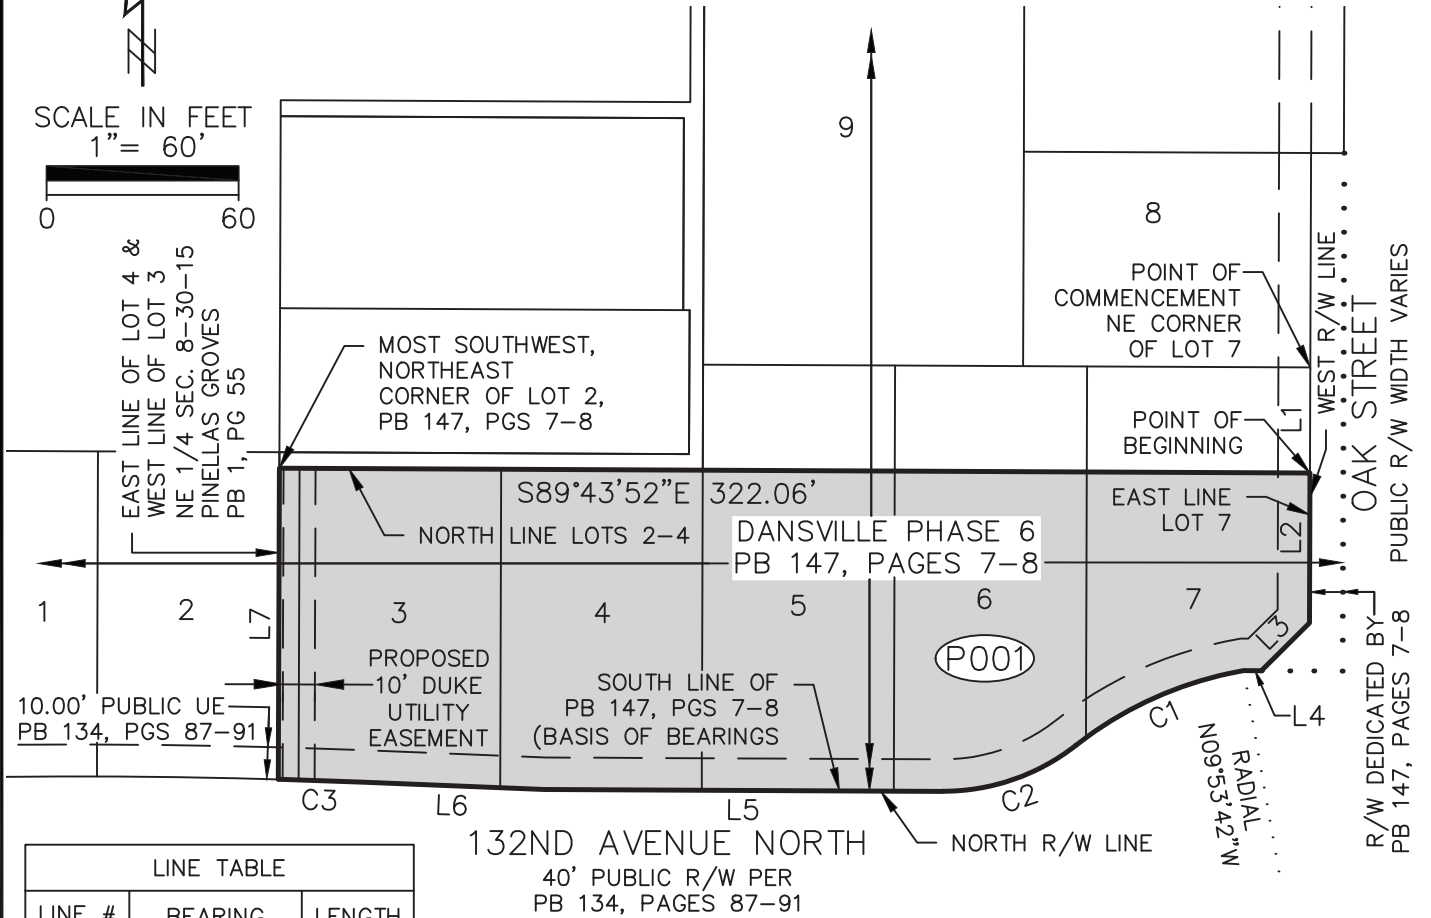 SCALE IN FEET
1"= 60'
0 60
9
8
EAST LINE OF LOT 4 &
WEST LINE OF LOT 3
NE 1/4 SEC. 8-30-15
PINELLAS GROVES
PB 1, PG 55
MOST SOUTHWEST,
NORTHEAST
CORNER OF LOT 2,
PB 147, PGS 7-8
POINT OF
COMMENCEMENT
NE CORNER
OF LOT 7
POINT OF
BEGINNING
L1
WEST R/W LINE
OAK STREET
PUBLIC R/W WIDTH VARIES
S89°43'52"E 322.06'
NORTH LINE LOTS 2-4
DANSVILLE PHASE 6
PB 147, PAGES 7-8
EAST LINE
LOT 7
L2
1
2
L7
3
4
5
6
7
L3
P001
PROPOSED
10' DUKE
UTILITY
EASEMENT
10.00' PUBLIC UE
PB 134, PGS 87-91
SOUTH LINE OF
PB 147, PGS 7-8
(BASIS OF BEARINGS
C1
L4
RADIAL
N09°53'42"W
R/W DEDICATED BY
PB 147, PAGES 7-8
C3
L6
L5
C2
132ND AVENUE NORTH
40' PUBLIC R/W PER
PB 134, PAGES 87-91
NORTH R/W LINE
LINE TABLE
LINE # BEARING LENGTH